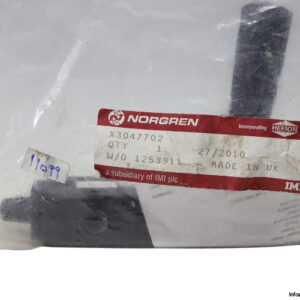 NORGREN
Incorporating
HERION
X3047702
QTY 1 27/2010
W/O 1253911 MADE IN UK
a subsidiary of IMI plc
IMI
11099